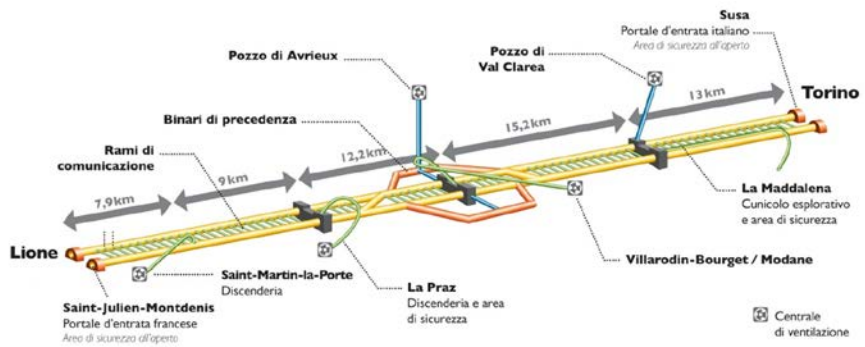 Susa
Portale d'entrata italiano
Area di sicurezza all'aperto
Pozzo di Avrieux
Pozzo di
Val Clarea
13 km
Torino
Binari di precedenza
15,2 km
Rami di
comunicazione
12,2 km
9 km
7,9 km
La Maddalena
Cunicolo esplorativo
e area di sicurezza
Lione
Villarodin-Bourget / Modane
Saint-Martin-la-Porte
Discenderia
La Praz
Discenderia e area
di sicurezza
Saint-Julien-Montdenis
Portale d'entrata francese
Area di sicurezza all'aperto
Centrale
di ventilazione